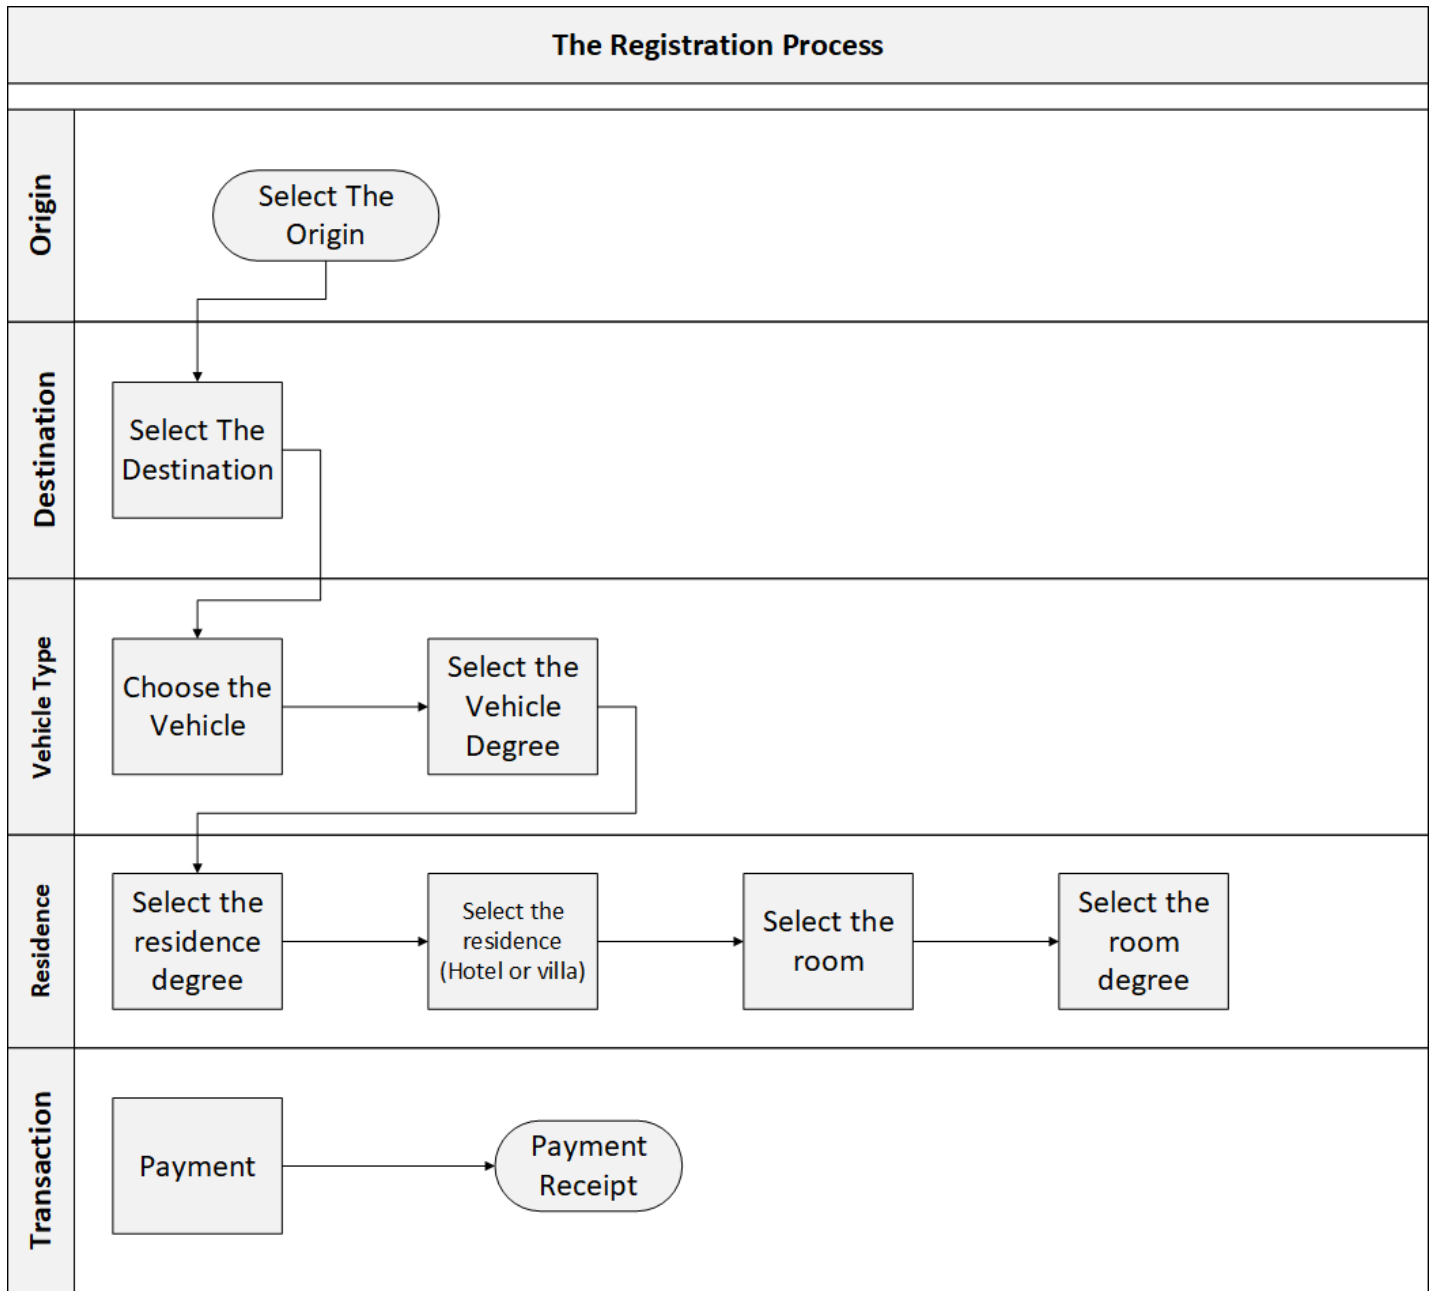 The Registration Process
Origin
Select The
Origin
Destination
Select The
Destination
Vehicle Type
Choose the
Vehicle
Select the
Vehicle
Degree
Residence
Select the
residence
degree
Select the
residence
(Hotel or villa)
Select the
room
Select the
room
degree
Transaction
Payment
Payment
Receipt